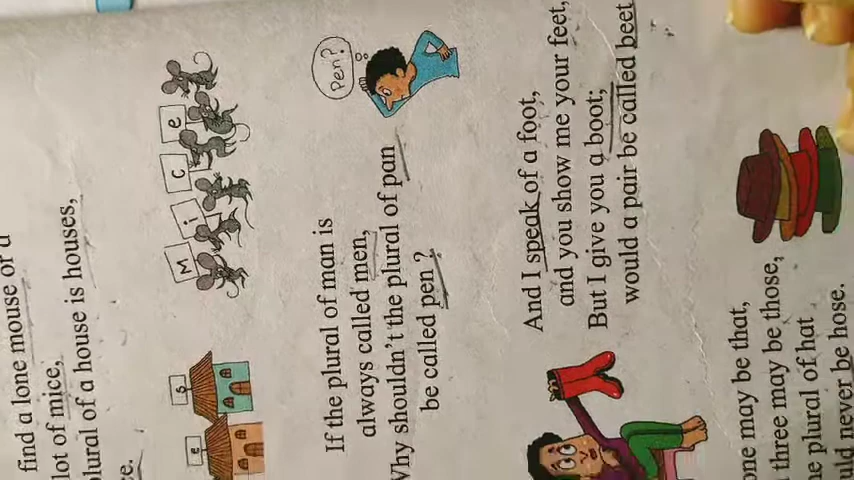 find a lone mouse or a
lot of mice,
plural of a house is houses,
ce.
s
e
M i c e
If the plural of man is
always called men,
Why shouldn't the plural of pan
be called pen ?
Pen?
And I speak of a foot,
and you show me your feet,
But I give you a boot;
would a pair be called beet
one may be that,
three may be those,
plural of hat
never be hose.